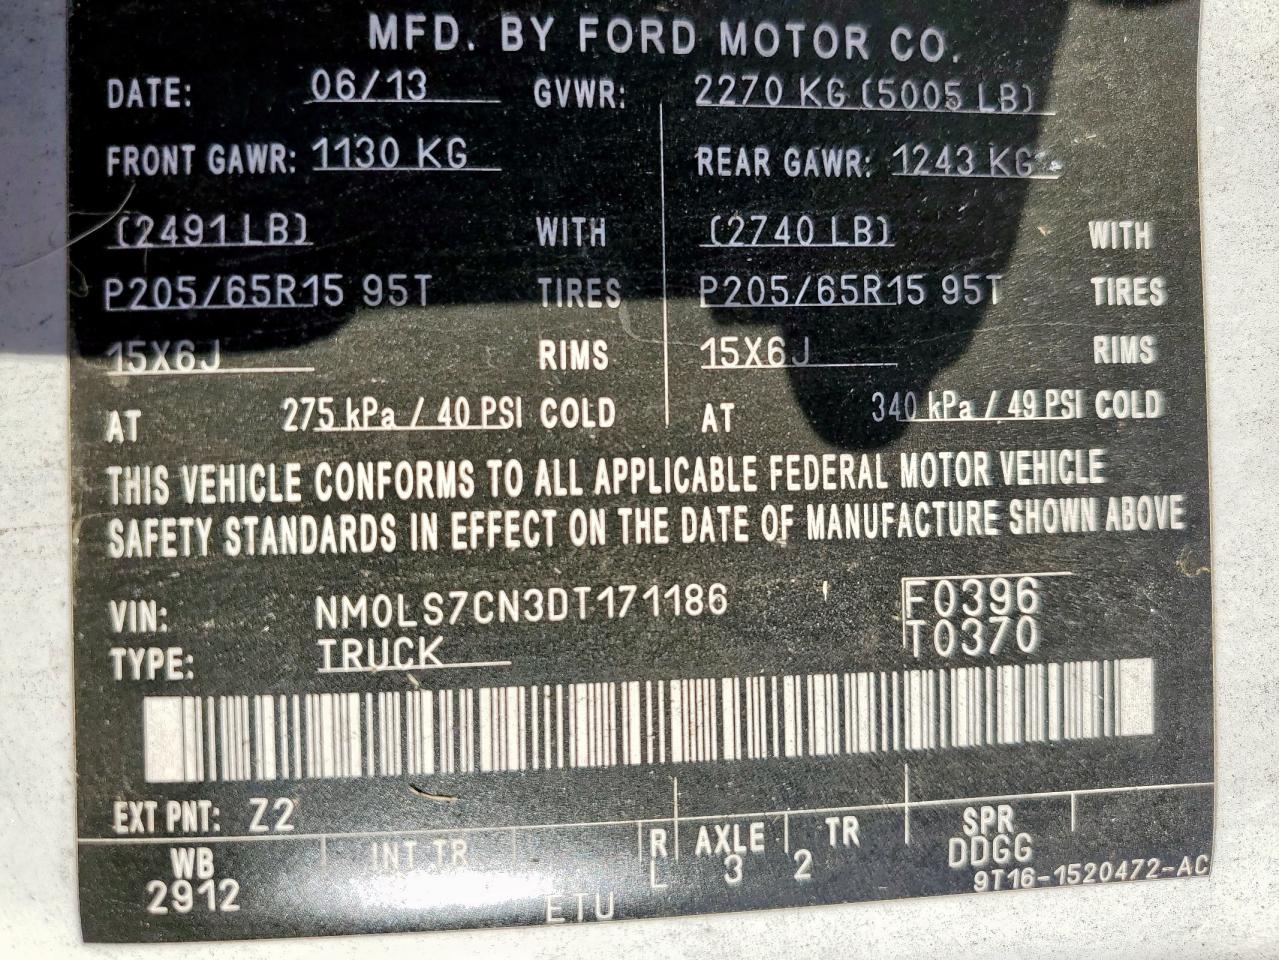 MFD. BY FORD MOTOR CO.
DATE: 06/13 GVWR: 2270 KG (5005 LB)
FRONT GAWR: 1130 KG REAR GAWR: 1243 KG
(2491 LB) WITH (2740 LB) WITH
P205/65R15 95T TIRES P205/65R15 95T TIRES
15X6J RIMS 15X6J RIMS
AT 275 kPa / 40 PSI COLD AT 340 kPa / 49 PSI COLD
THIS VEHICLE CONFORMS TO ALL APPLICABLE FEDERAL MOTOR VEHICLE
SAFETY STANDARDS IN EFFECT ON THE DATE OF MANUFACTURE SHOWN ABOVE
VIN: NM0LS7CN3DT171186 F0396
TYPE: TRUCK T0370
EXT PNT: Z2
WB INT TR R AXLE TR SPR
2912 ETU L 3 2 DDGG
9T16-1520472-AC